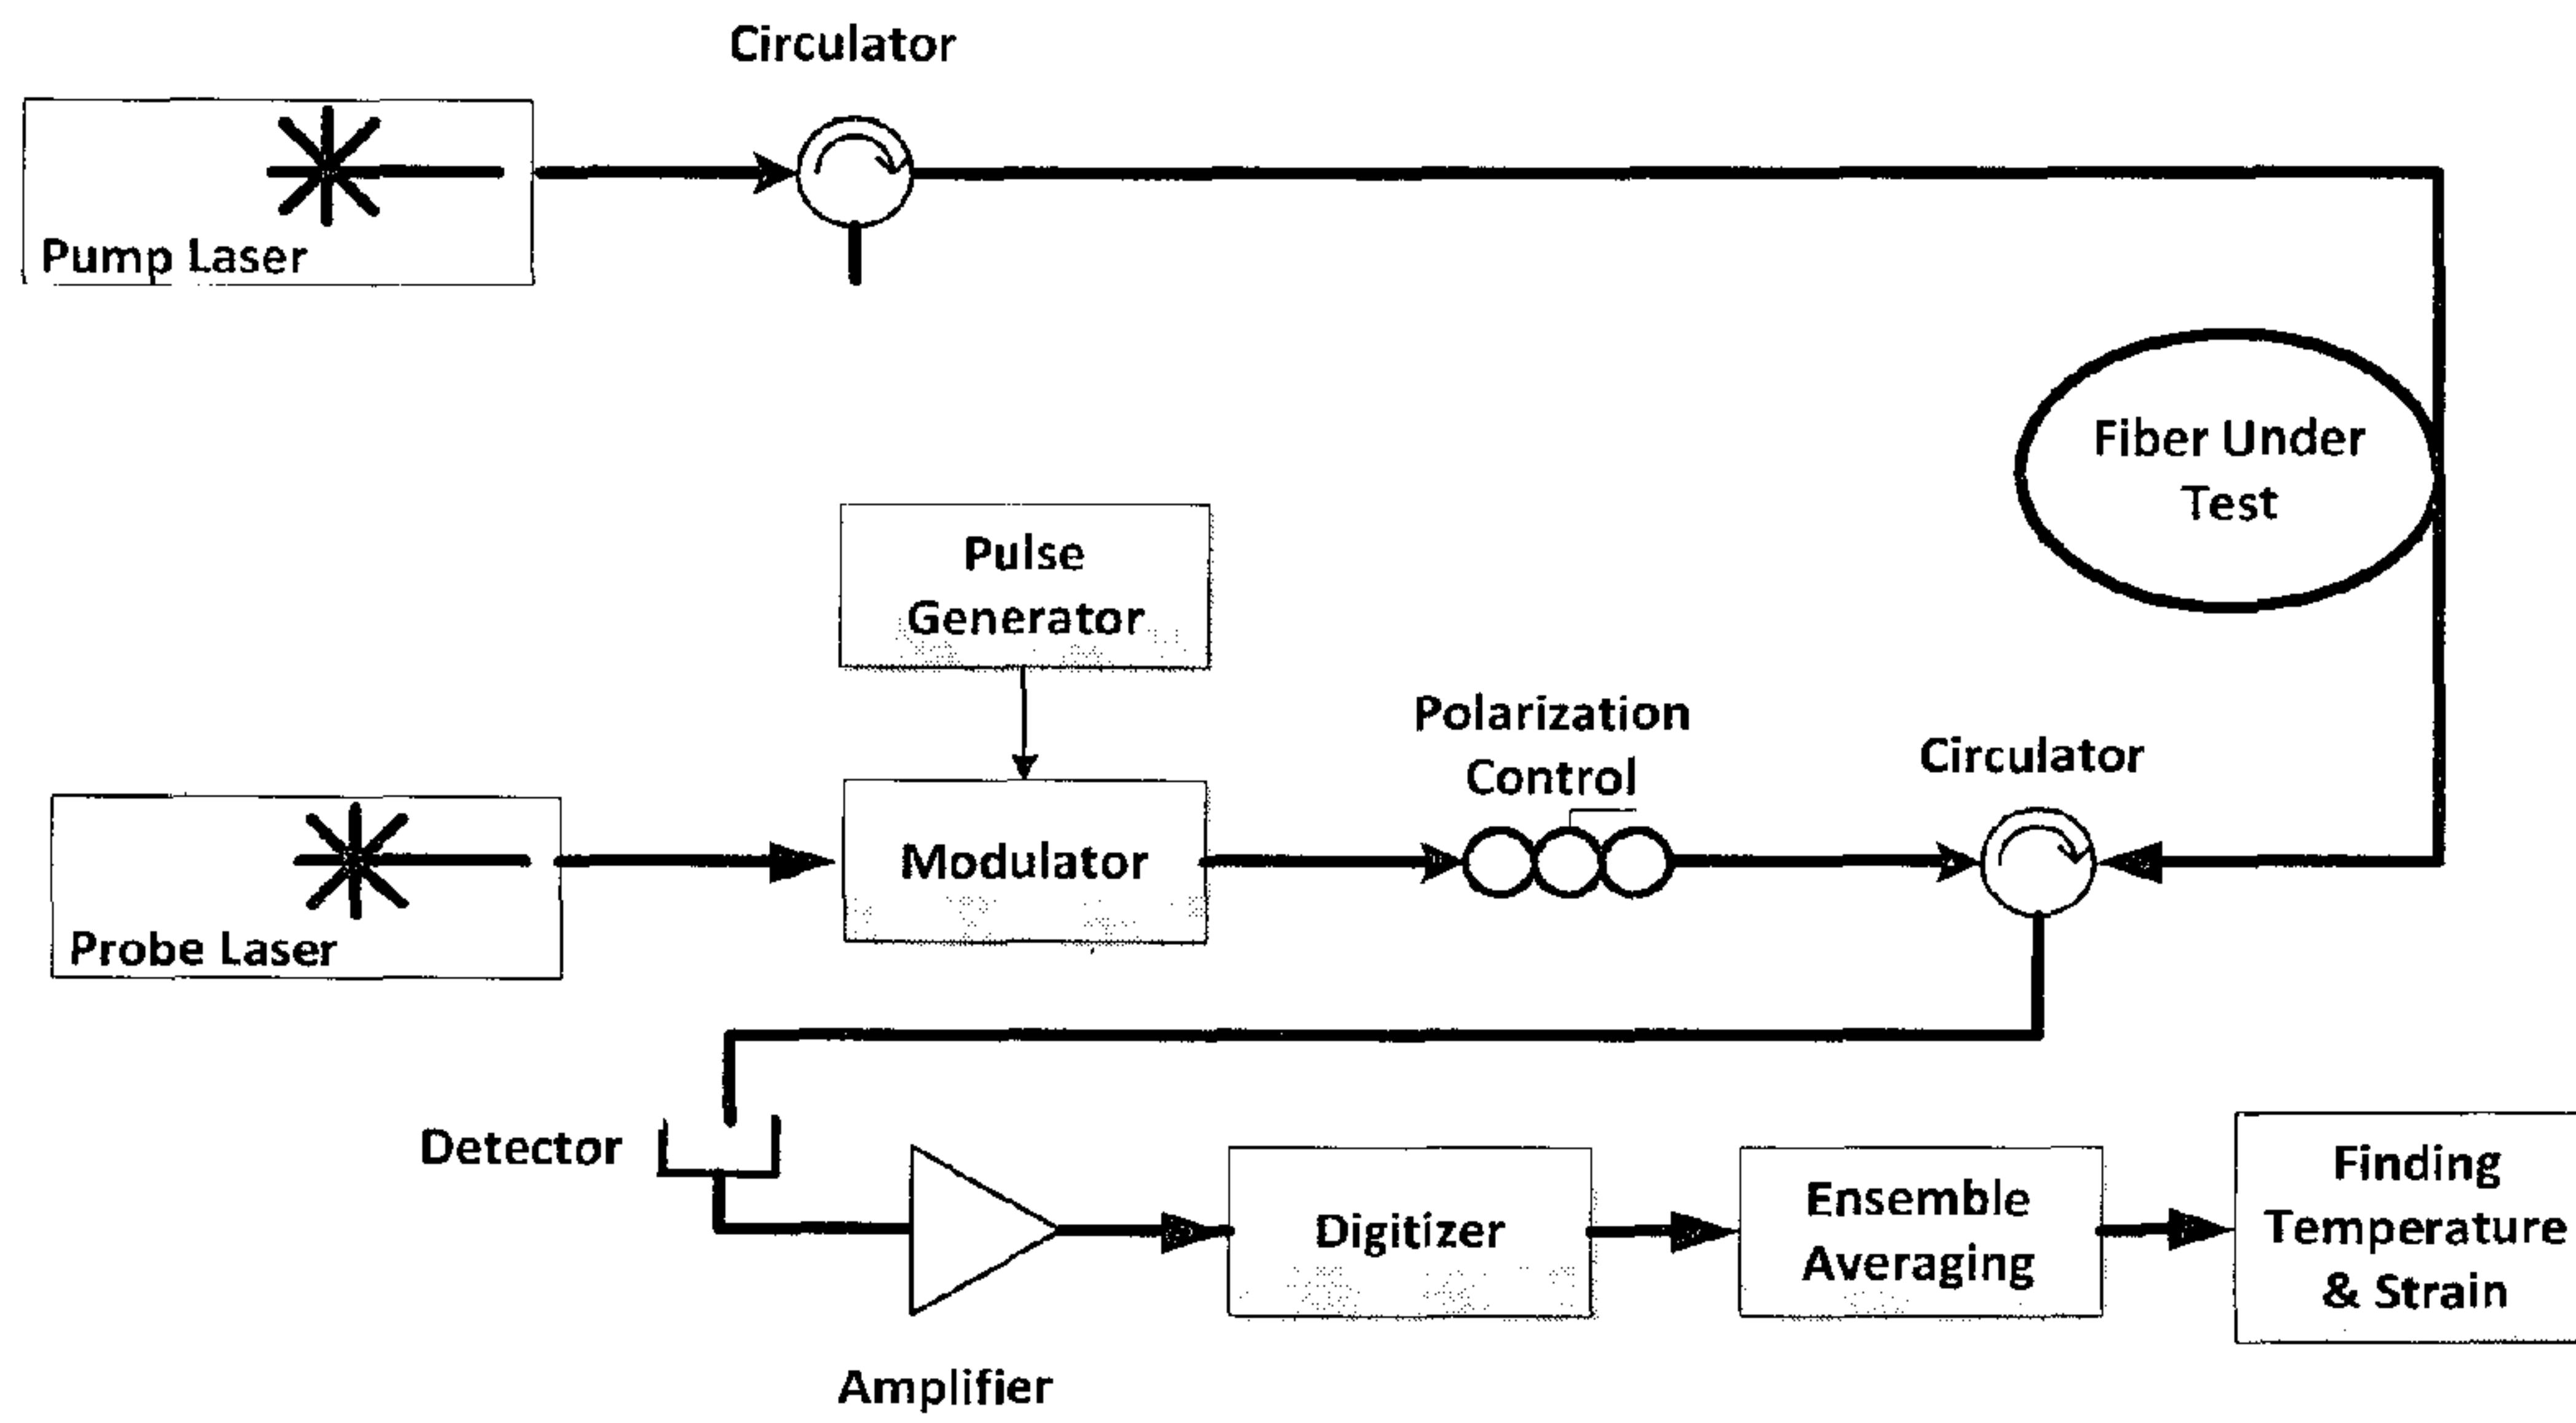 Circulator
Pump Laser
Fiber Under
Test
Pulse
Generator
Polarization
Control
Circulator
Modulator
Probe Laser
Detector
Digitizer
Ensemble
Averaging
Finding
Temperature
& Strain
Amplifier